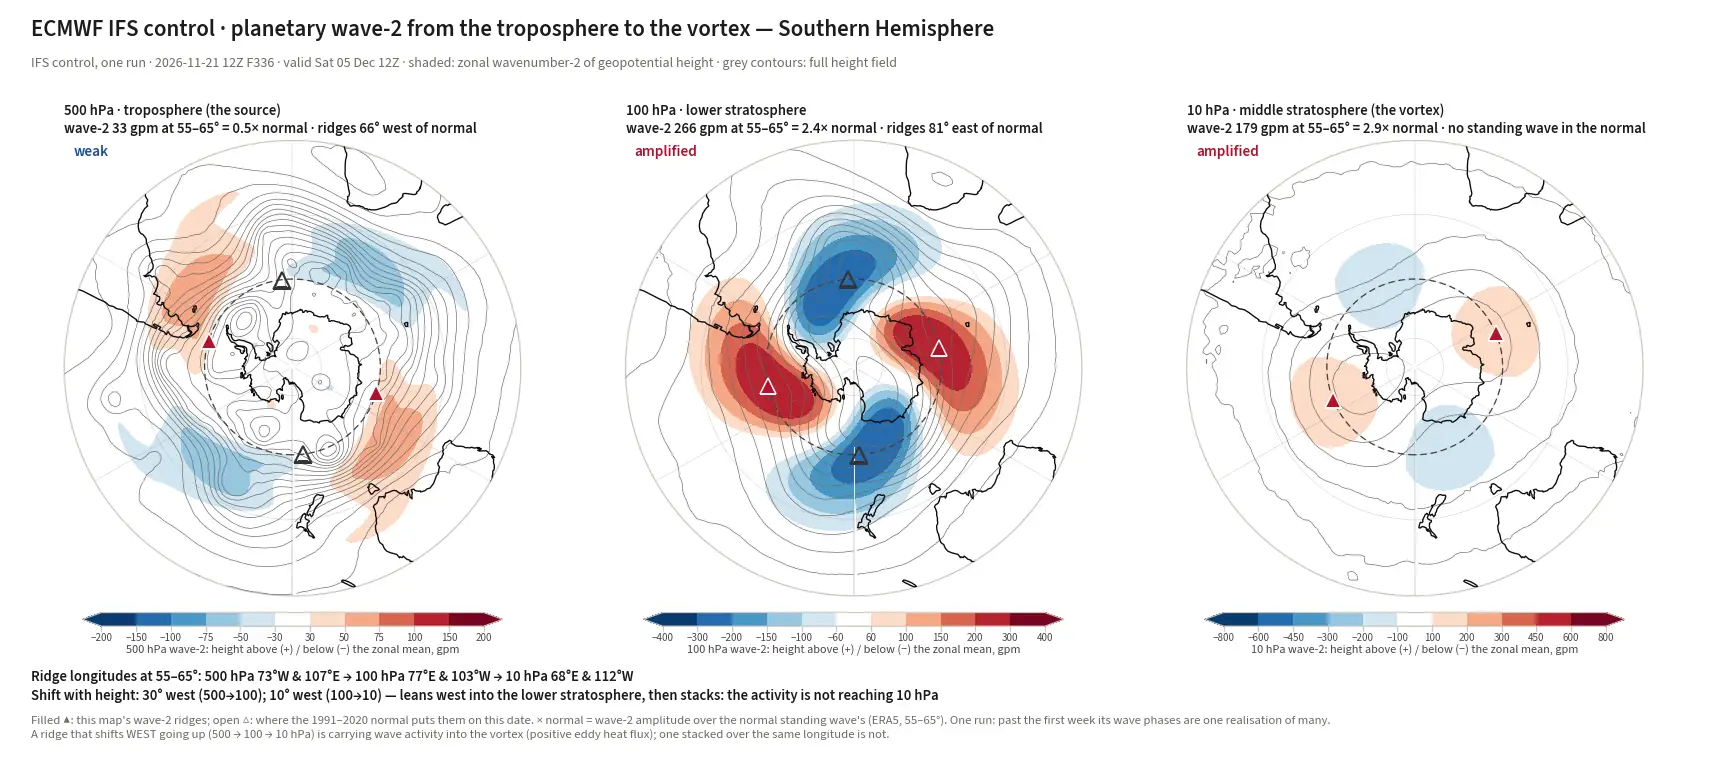 ECMWF IFS control · planetary wave-2 from the troposphere to the vortex — Southern Hemisphere
IFS control, one run · 2026-11-21 12Z F336 · valid Sat 05 Dec 12Z · shaded: zonal wavenumber-2 of geopotential height · grey contours: full height field
500 hPa · troposphere (the source)
wave-2 33 gpm at 55–65° = 0.5× normal · ridges 66° west of normal
weak
100 hPa · lower stratosphere
wave-2 266 gpm at 55–65° = 2.4× normal · ridges 81° east of normal
amplified
10 hPa · middle stratosphere (the vortex)
wave-2 179 gpm at 55–65° = 2.9× normal · no standing wave in the normal
amplified
−200 −150 −100 −75 −50 −30 30 50 75 100 150 200
500 hPa wave-2: height above (+) / below (−) the zonal mean, gpm
−400 −300 −200 −150 −100 −60 60 100 150 200 300 400
100 hPa wave-2: height above (+) / below (−) the zonal mean, gpm
−800 −600 −450 −300 −200 −100 100 200 300 450 600 800
10 hPa wave-2: height above (+) / below (−) the zonal mean, gpm
Ridge longitudes at 55–65°: 500 hPa 73°W & 107°E → 100 hPa 77°E & 103°W → 10 hPa 68°E & 112°W
Shift with height: 30° west (500→100); 10° west (100→10) — leans west into the lower stratosphere, then stacks: the activity is not reaching 10 hPa
Filled ▲: this map's wave-2 ridges; open △: where the 1991–2020 normal puts them on this date. × normal = wave-2 amplitude over the normal standing wave's (ERA5, 55–65°). One run: past the first week its wave phases are one realisation of many.
A ridge that shifts WEST going up (500 → 100 → 10 hPa) is carrying wave activity into the vortex (positive eddy heat flux); one stacked over the same longitude is not.